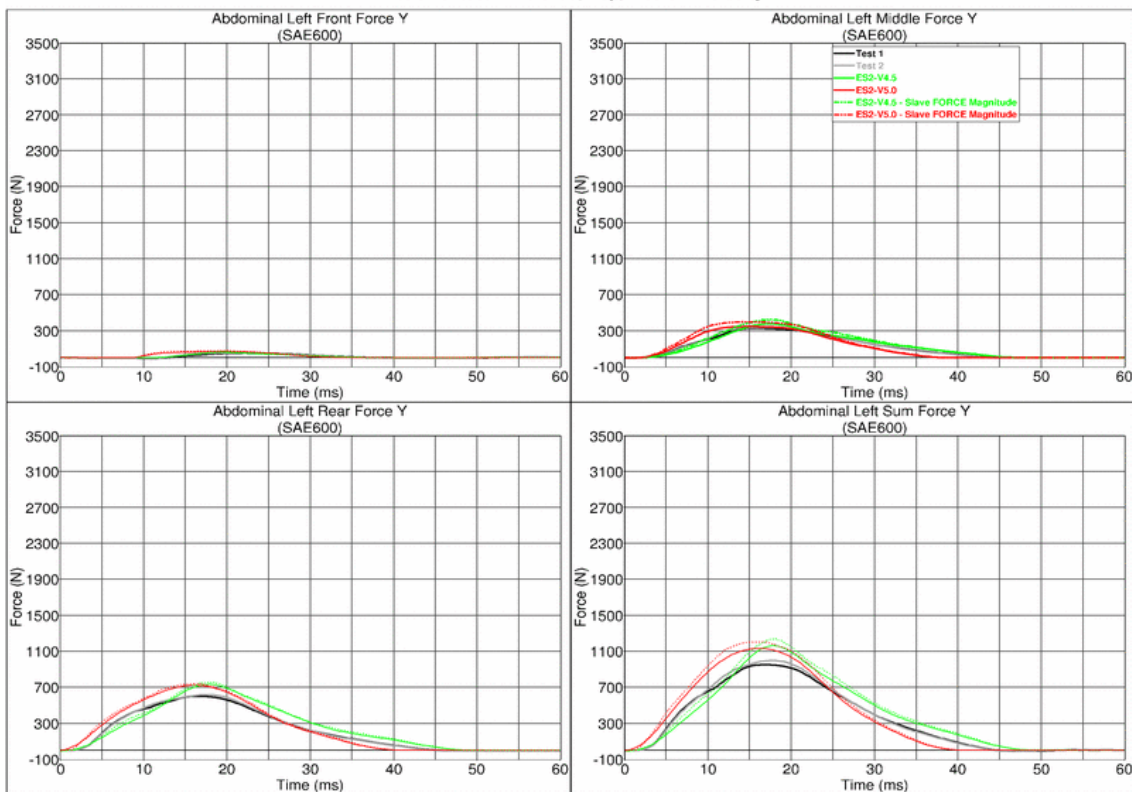 Abdominal Left Front Force Y
(SAE600)
3500
3100
2700
2300
1900
1500
1100
700
300
-100
Force (N)
0 10 20 30 40 50 60
Time (ms)
Abdominal Left Middle Force Y
(SAE600)
Test 1
Test 2
ES2-V4.5
ES2-V5.0
ES2-V4.5 - Slave FORCE Magnitude
ES2-V5.0 - Slave FORCE Magnitude
3500
3100
2700
2300
1900
1500
1100
700
300
-100
Force (N)
0 10 20 30 40 50 60
Time (ms)
Abdominal Left Rear Force Y
(SAE600)
3500
3100
2700
2300
1900
1500
1100
700
300
-100
Force (N)
0 10 20 30 40 50 60
Time (ms)
Abdominal Left Sum Force Y
(SAE600)
3500
3100
2700
2300
1900
1500
1100
700
300
-100
Force (N)
0 10 20 30 40 50 60
Time (ms)